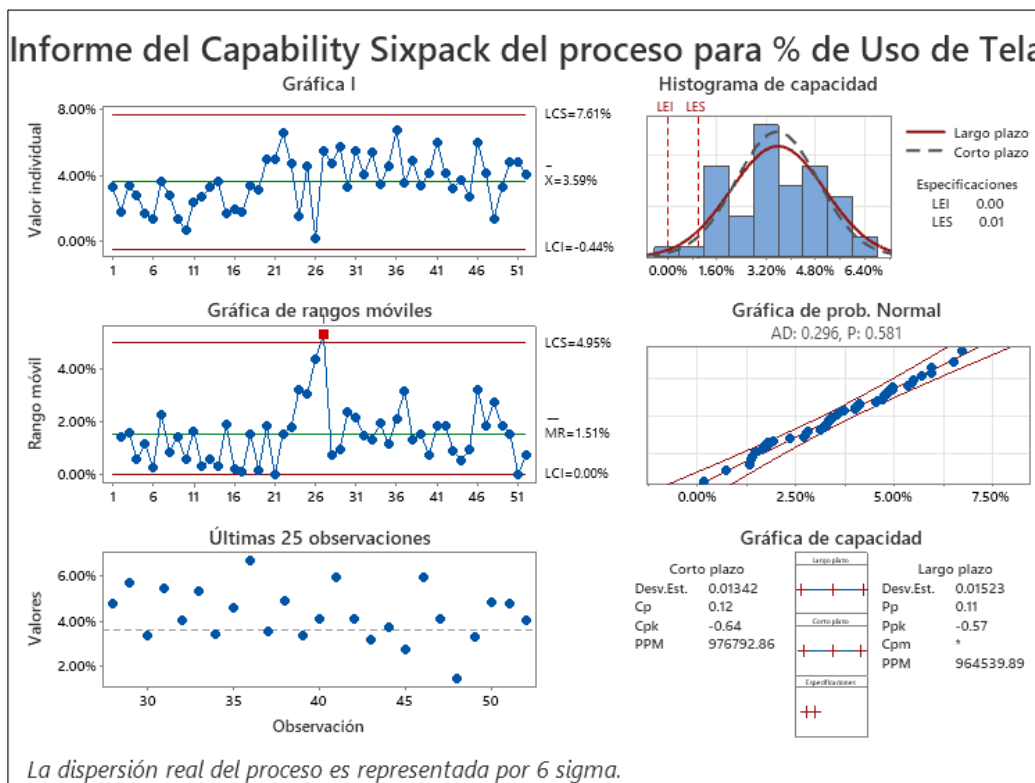 Informe del Capability Sixpack del proceso para % de Uso de Tela
Gráfica I
Valor individual
8.00%
4.00%
0.00%
1 6 11 16 21 26 31 36 41 46 51
LCS=7.61%
_
X=3.59%
LCI=-0.44%
Histograma de capacidad
LEI LES
0.00% 1.60% 3.20% 4.80% 6.40%
Largo plazo
Corto plazo
Especificaciones
LEI 0.00
LES 0.01
Gráfica de rangos móviles
Rango móvil
4.00%
2.00%
0.00%
1
1 6 11 16 21 26 31 36 41 46 51
LCS=4.95%
__
MR=1.51%
LCI=0.00%
Gráfica de prob. Normal
AD: 0.296, P: 0.581
0.00% 2.50% 5.00% 7.50%
Últimas 25 observaciones
Valores
6.00%
4.00%
2.00%
30 35 40 45 50
Observación
Gráfica de capacidad
Corto plazo
Desv.Est. 0.01342
Cp 0.12
Cpk -0.64
PPM 976792.86
Largo plazo
Corto plazo
Especificaciones
Largo plazo
Desv.Est. 0.01523
Pp 0.11
Ppk -0.57
Cpm *
PPM 964539.89
La dispersión real del proceso es representada por 6 sigma.